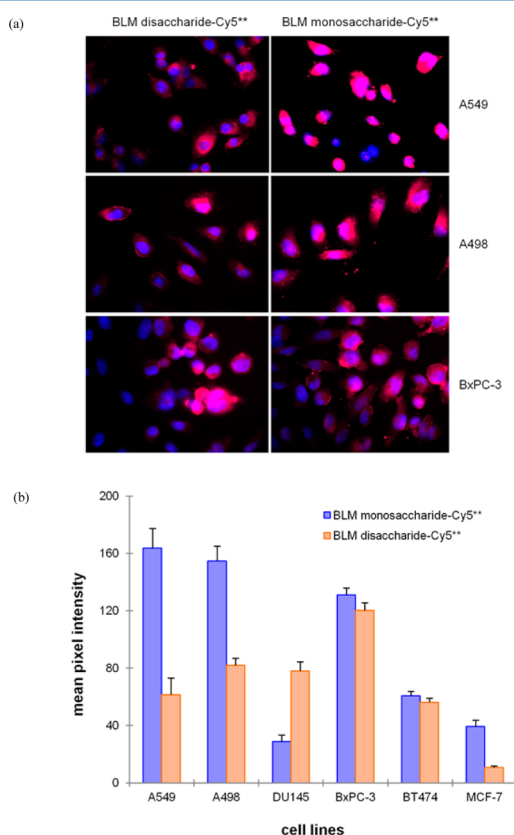 (a)
BLM disaccharide-Cy5** BLM monosaccharide-Cy5**
A549
A498
BxPC-3
(b)
200
BLM monosaccharide-Cy5**
BLM disaccharide-Cy5**
160
120
80
40
0
mean pixel intensity
A549 A498 DU145 BxPC-3 BT474 MCF-7
cell lines